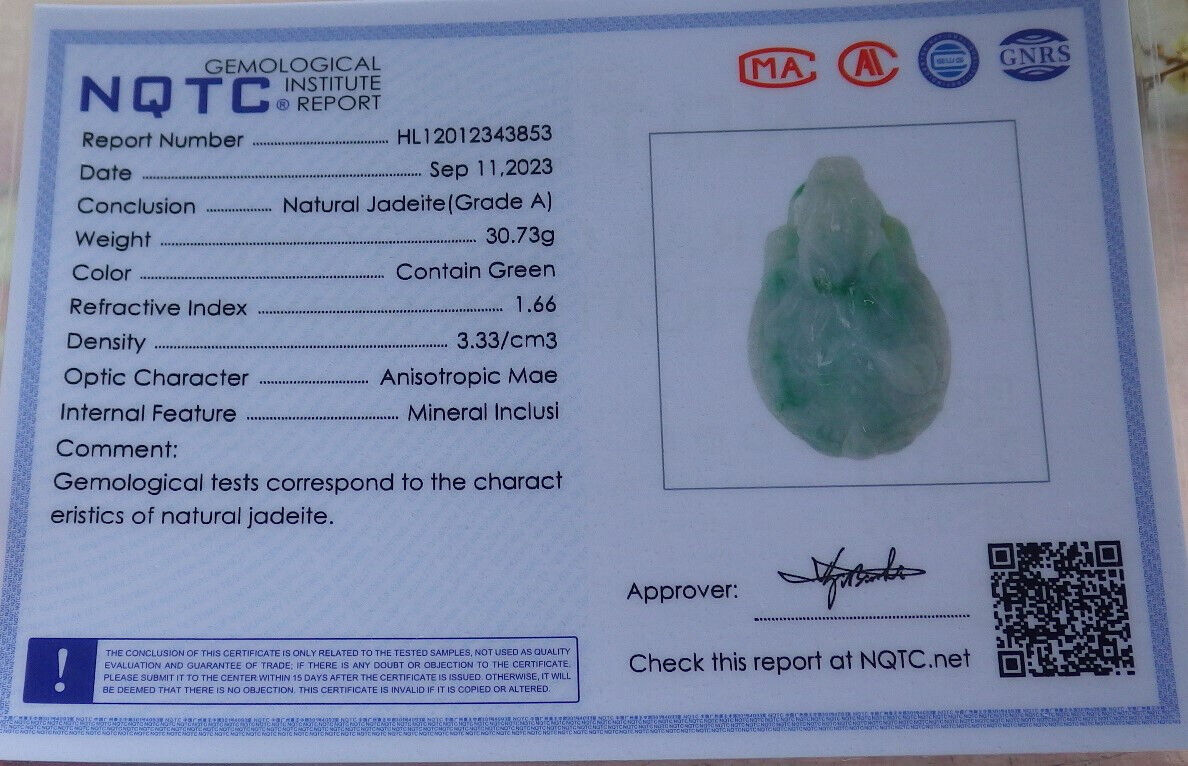 NQTC® GEMOLOGICAL INSTITUTE REPORT
MA
GNRS
Report Number HL12012343853
Date Sep 11,2023
Conclusion Natural Jadeite(Grade A)
Weight 30.73g
Color Contain Green
Refractive Index 1.66
Density 3.33/cm3
Optic Character Anisotropic Mae
Internal Feature Mineral Inclusi
Comment:
Gemological tests correspond to the charact
eristics of natural jadeite.
Approver:
Check this report at NQTC.net
!
THE CONCLUSION OF THIS CERTIFICATE IS ONLY RELATED TO THE TESTED SAMPLES, NOT USED AS QUALITY
EVALUATION AND GUARANTEE OF TRADE, IF THERE IS ANY DOUBT OR OBJECTION TO THE CERTIFICATE,
PLEASE SUBMIT IT TO THE CENTER WITHIN 15 DAYS AFTER THE CERTIFICATE IS ISSUED. OTHERWISE, IT WILL
BE DEEMED THAT THERE IS NO OBJECTION. THIS CERTIFICATE IS INVALID IF IT IS COPIED OR ALTERED.